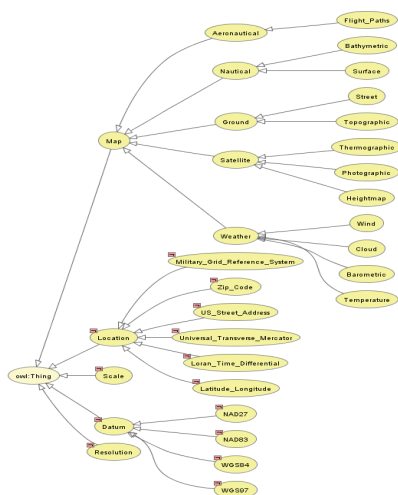 Flight_Paths
Aeronautical
Bathymetric
Nautical
Surface
Street
Ground
Topographic
Map
Thermographic
Satellite
Photographic
Heightmap
Wind
Weather
Cloud
Military_Grid_Reference_System
Barometric
Zip_Code
Temperature
US_Street_Address
Location
Universal_Transverse_Mercator
Loran_Time_Differential
owl:Thing
Scale
Latitude_Longitude
NAD27
Datum
NAD83
Resolution
WGS84
WGS97